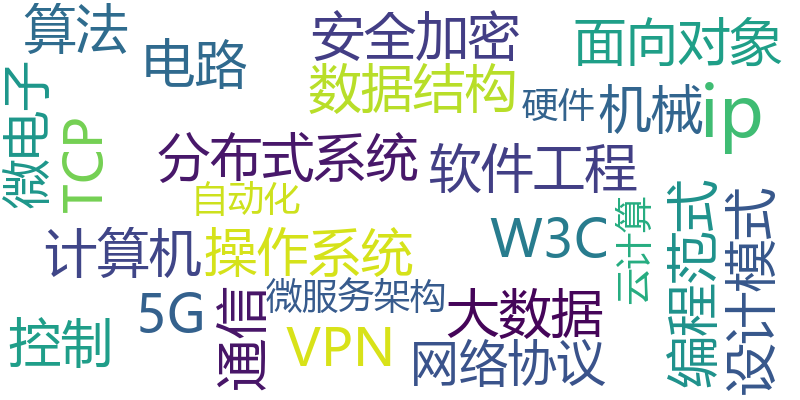 算法
电路
安全加密
面向对象
数据结构
硬件
机械
ip
微电子
TCP
分布式系统
软件工程
自动化
计算机
操作系统
W3C
云计算
编程范式
设计模式
5G
通信
微服务架构
大数据
控制
VPN
网络协议